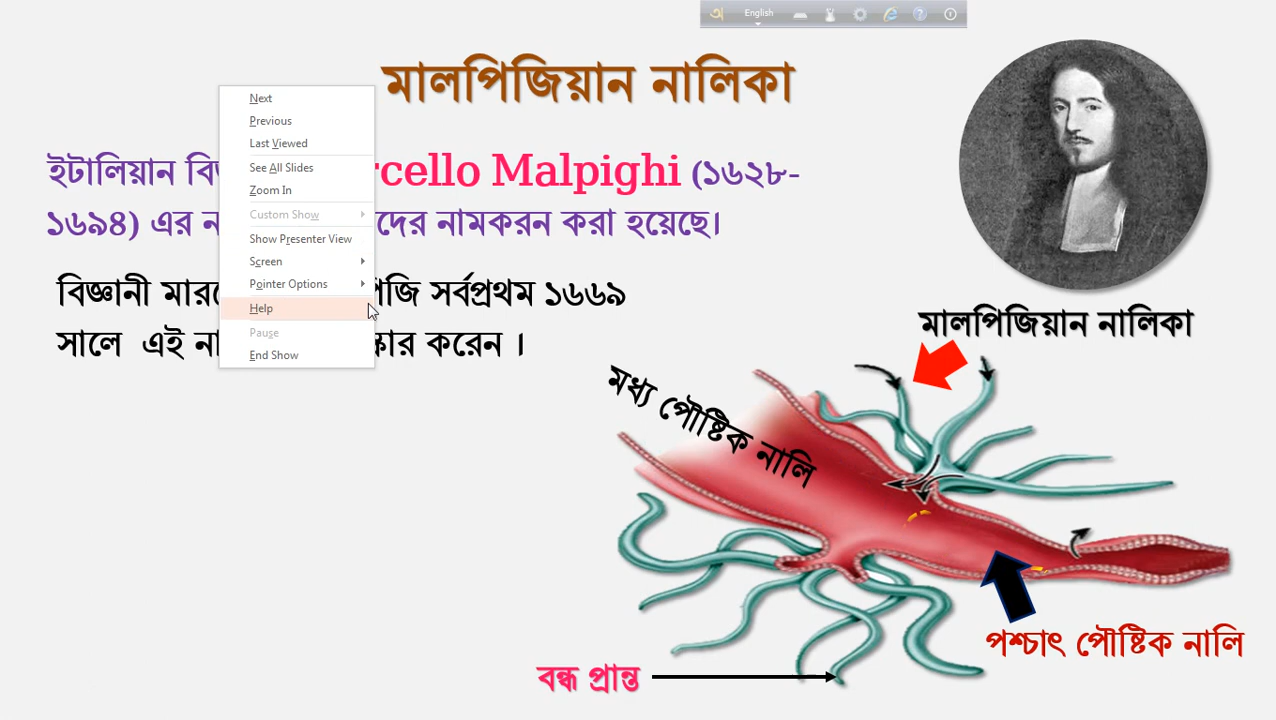 English
মালপিজিয়ান নালিকা
Next
Previous
Last Viewed
See All Slides
Zoom In
Custom Show
Show Presenter View
Screen
Pointer Options
Help
Pause
End Show
ইটালিয়ান rcello Malpighi (১৬২৮-
১৬৯৪) এর দের নামকরন করা হয়েছে।
বিজ্ঞানী সর্বপ্রথম ১৬৬৯
সালে এই করেন ।
মালপিজিয়ান নালিকা
মধ্য পৌষ্টিক নালি
পশ্চাৎ পৌষ্টিক নালি
বন্ধ প্রান্ত